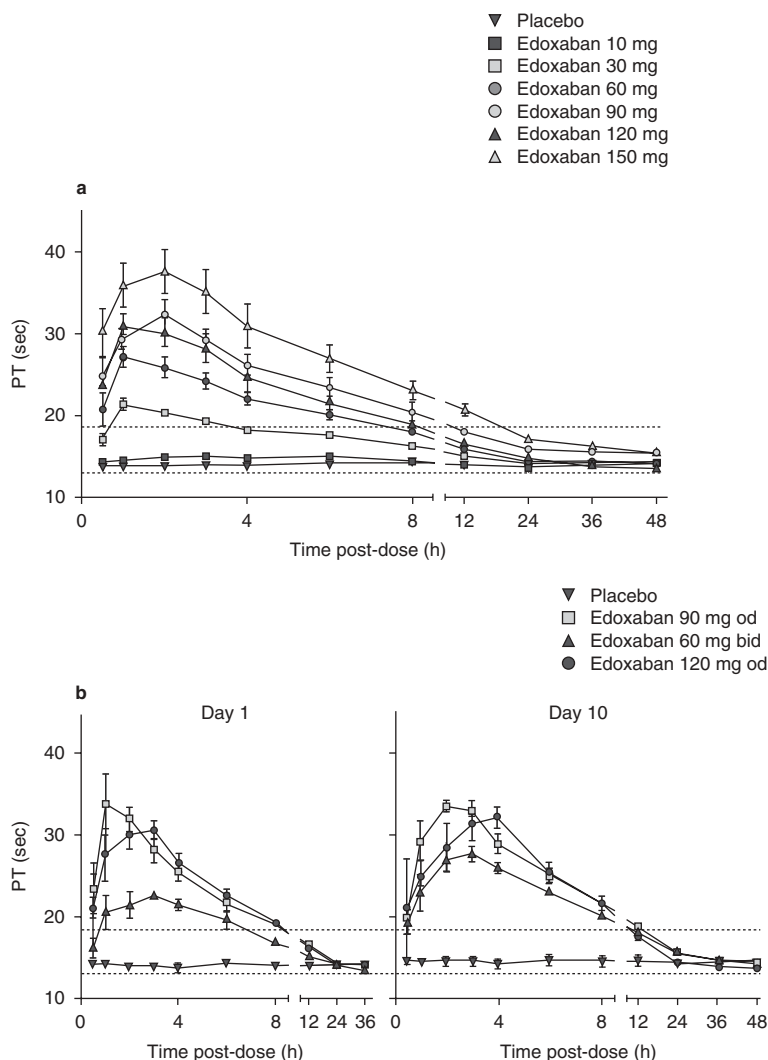 Placebo
Edoxaban 10 mg
Edoxaban 30 mg
Edoxaban 60 mg
Edoxaban 90 mg
Edoxaban 120 mg
Edoxaban 150 mg
a
40
30
20
10
PT (sec)
0 4 8 12 24 36 48
Time post-dose (h)
Placebo
Edoxaban 90 mg od
Edoxaban 60 mg bid
Edoxaban 120 mg od
b
Day 1 Day 10
40
30
20
10
PT (sec)
0 4 8 12 24 36 0 4 8 12 24 36 48
Time post-dose (h) Time post-dose (h)